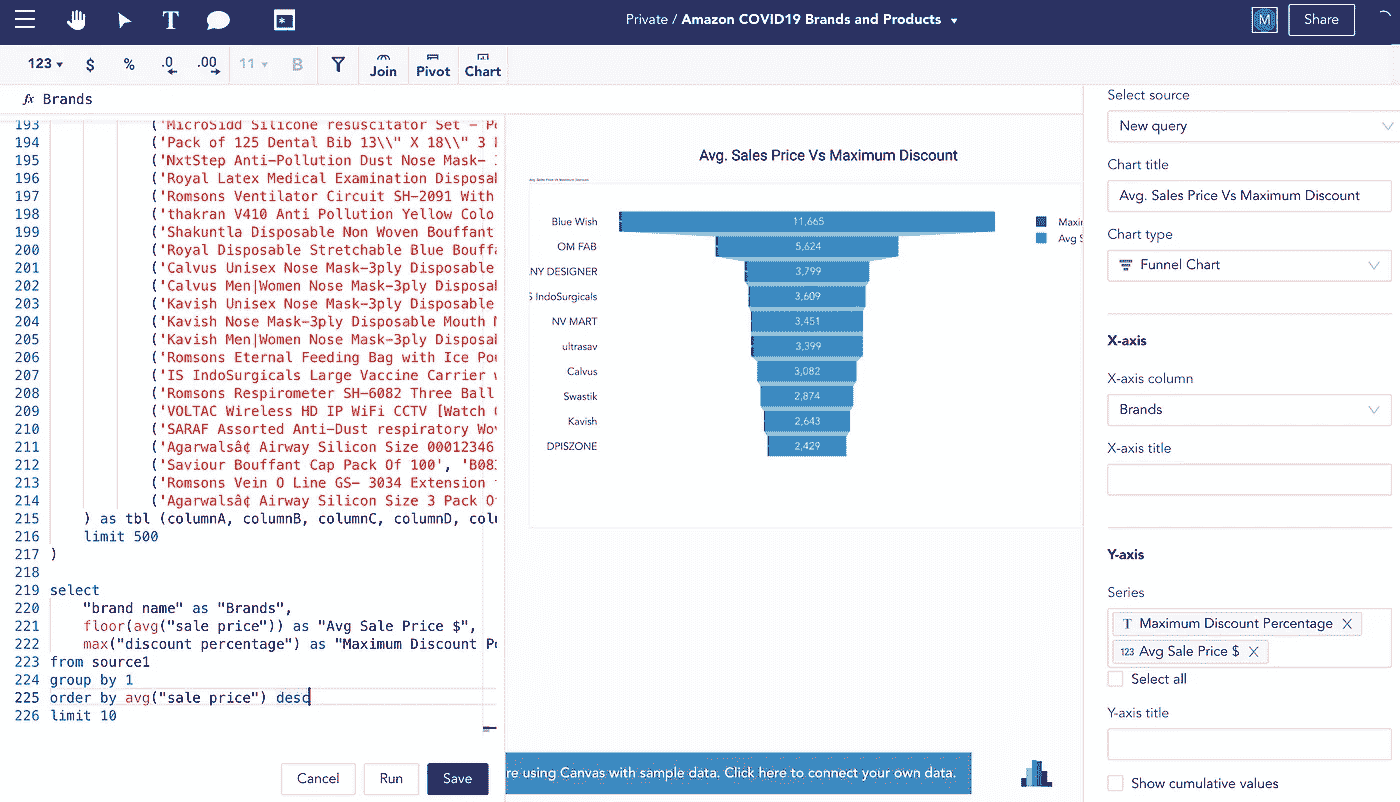 Private / Amazon COVID19 Brands and Products
M
Share
123 $ % .0 .00 11 B Join Pivot Chart
fx Brands
193 ('MicroSidd Silicone resuscitator Set -
194 ('Pack of 125 Dental Bib 13\\" X 18\\" 3
195 ('NxtStep Anti-Pollution Dust Nose Mask-
196 ('Royal Latex Medical Examination Disposa
197 ('Romsons Ventilator Circuit SH-2091 With
198 ('thakran V410 Anti Pollution Yellow Colo
199 ('Shakuntla Disposable Non Woven Bouffant
200 ('Royal Disposable Stretchable Blue Bouffa
201 ('Calvus Unisex Nose Mask-3ply Disposable
202 ('Calvus Men|Women Nose Mask-3ply Disposa
203 ('Kavish Unisex Nose Mask-3ply Disposable
204 ('Kavish Nose Mask-3ply Disposable Mouth
205 ('Kavish Men|Women Nose Mask-3ply Disposa
206 ('Romsons Eternal Feeding Bag with Ice Po
207 ('IS IndoSurgicals Large Vaccine Carrier
208 ('Romsons Respirometer SH-6082 Three Ball
209 ('VOLTAC Wireless HD IP WiFi CCTV [Watch
210 ('SARAF Assorted Anti-Dust respiratory Wo
211 ('Agarwalsâ¢ Airway Silicon Size 00012346
212 ('Saviour Bouffant Cap Pack Of 100',
213 ('Romsons Vein O Line GS- 3034 Extension
214 ('Agarwalsâ¢ Airway Silicon Size 3 Pack O
215 ) as tbl (columnA, columnB, columnC, columnD, col
216 limit 500
217 )
218
219 select
220 "brand name" as "Brands",
221 floor(avg("sale price")) as "Avg Sale Price $",
222 max("discount percentage") as "Maximum Discount P
223 from source1
224 group by 1
225 order by avg("sale price") desc
226 limit 10
Cancel
Run
Save
Avg. Sales Price Vs Maximum Discount
Avg. Sales Price Vs Maximum Discount
Blue Wish 11,665
OM FAB 5,624
NY DESIGNER 3,799
S IndoSurgicals 3,609
NV MART 3,451
ultrasav 3,399
Calvus 3,082
Swastik 2,874
Kavish 2,643
DPISZONE 2,429
Maxi
Avg S
re using Canvas with sample data. Click here to connect your own data.
Select source
New query
Chart title
Avg. Sales Price Vs Maximum Discount
Chart type
Funnel Chart
X-axis
X-axis column
Brands
X-axis title
Y-axis
Series
T Maximum Discount Percentage X
123 Avg Sale Price $ X
Select all
Y-axis title
Show cumulative values